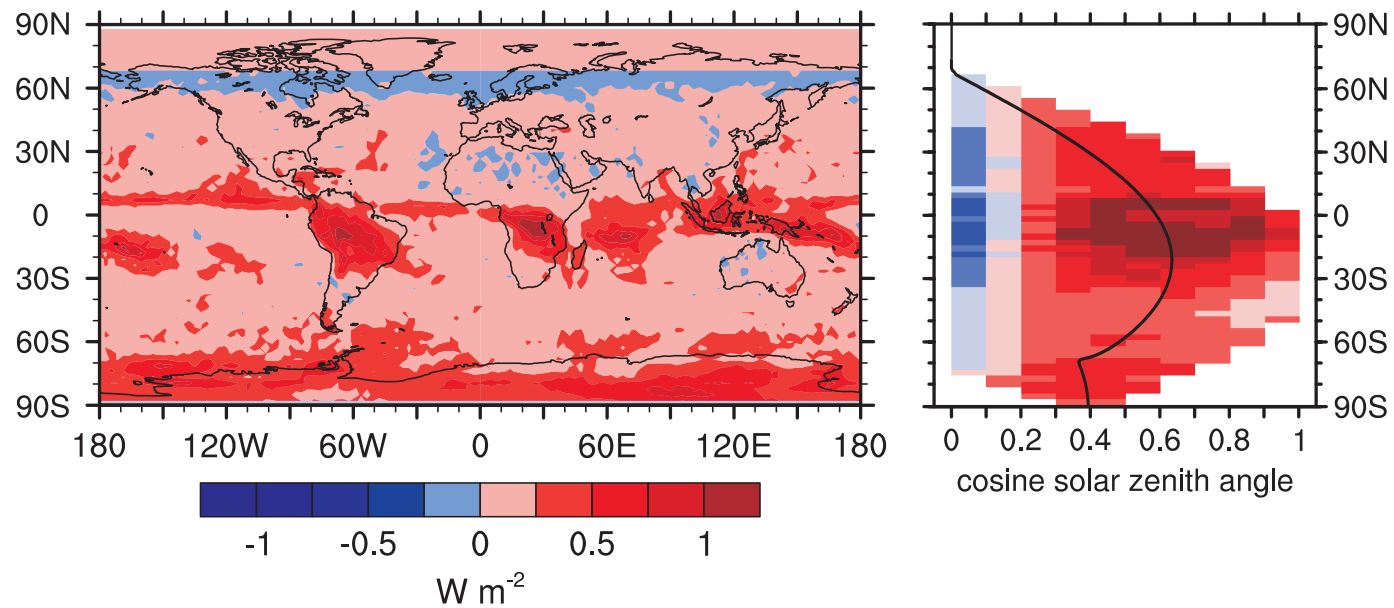 90N
60N
30N
0
30S
60S
90S
180 120W 60W 0 60E 120E 180
-1 -0.5 0 0.5 1
W m-2
90N
60N
30N
0
30S
60S
90S
0 0.2 0.4 0.6 0.8 1
cosine solar zenith angle